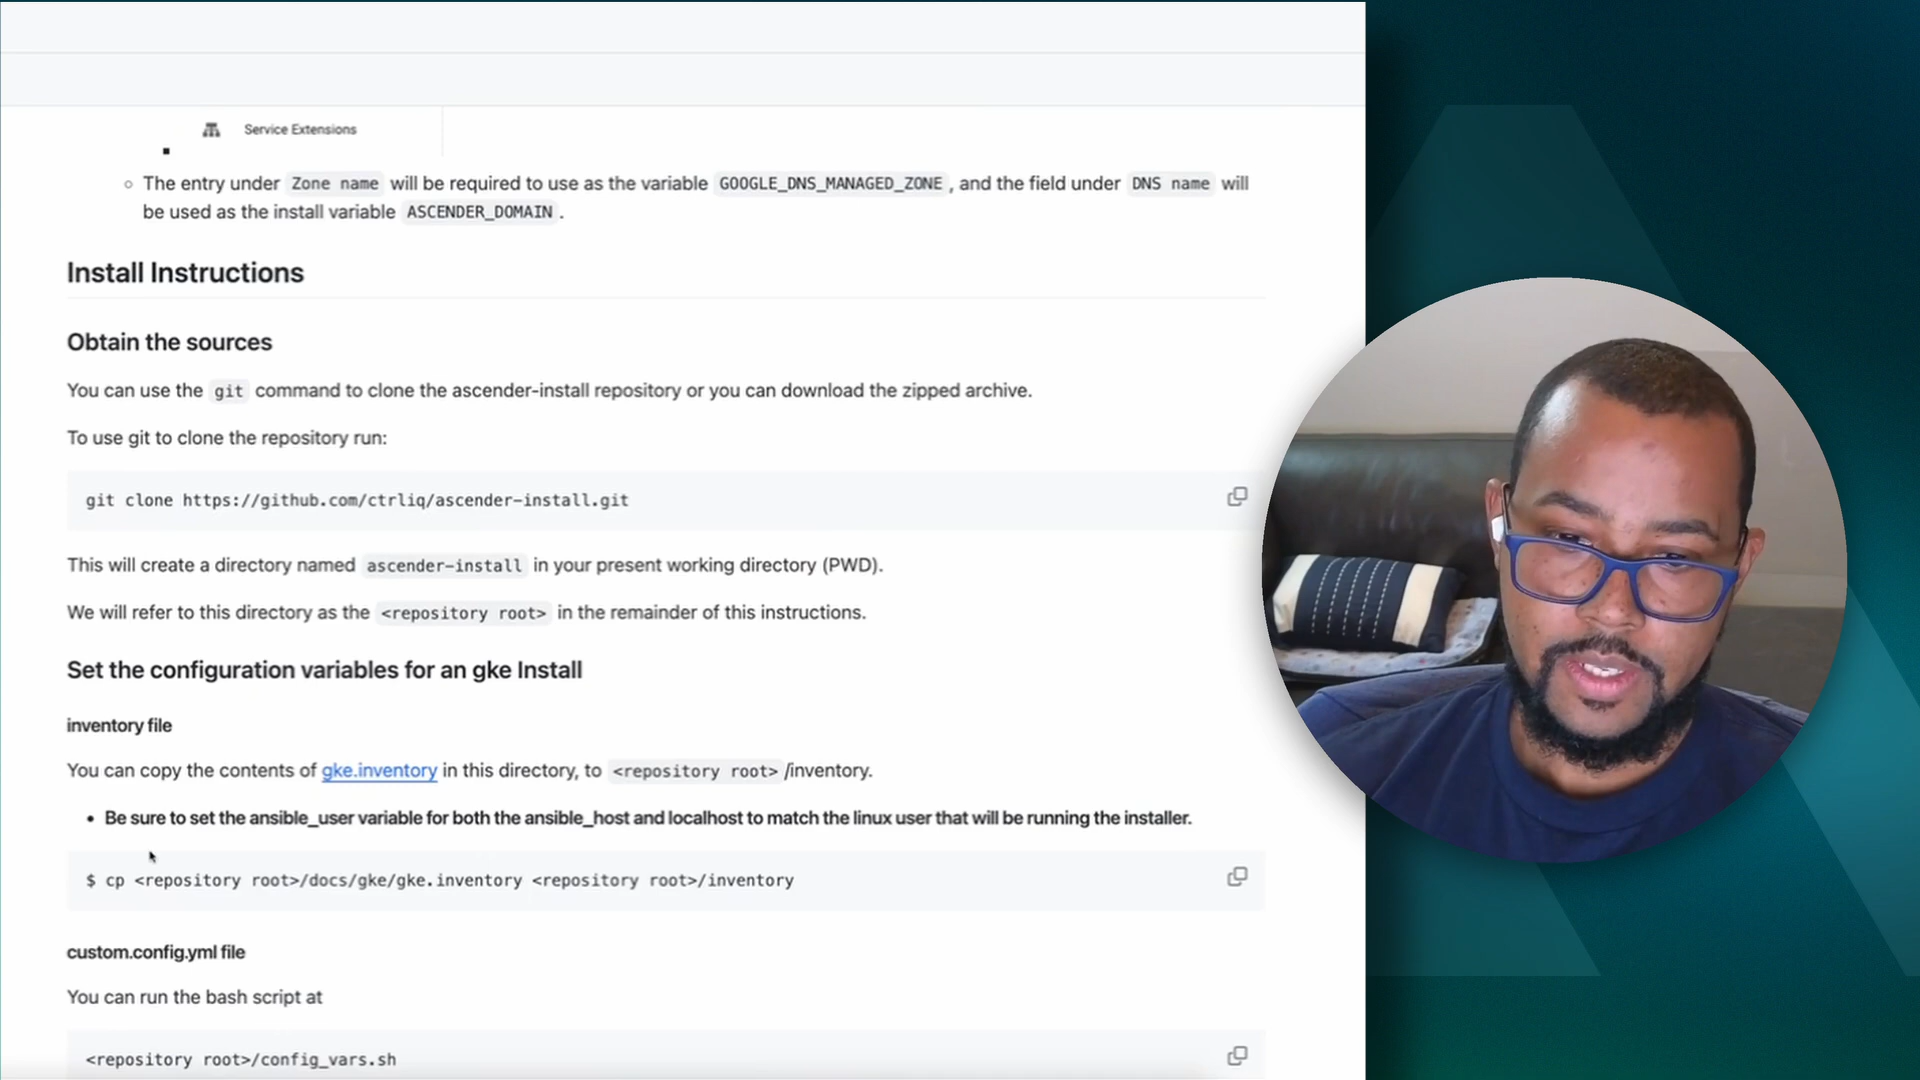 Service Extensions
The entry under Zone name will be required to use as the variable GOOGLE_DNS_MANAGED_ZONE, and the field under DNS name will
be used as the install variable ASCENDER_DOMAIN.
Install Instructions
Obtain the sources
You can use the git command to clone the ascender-install repository or you can download the zipped archive.
To use git to clone the repository run:
git clone https://github.com/ctrliq/ascender-install.git
This will create a directory named ascender-install in your present working directory (PWD).
We will refer to this directory as the <repository root> in the remainder of this instructions.
Set the configuration variables for an gke Install
inventory file
You can copy the contents of gke.inventory in this directory, to <repository root>/inventory.
• Be sure to set the ansible_user variable for both the ansible_host and localhost to match the linux user that will be running the installer.
$ cp <repository root>/docs/gke/gke.inventory <repository root>/inventory
custom.config.yml file
You can run the bash script at
<repository root>/config_vars.sh